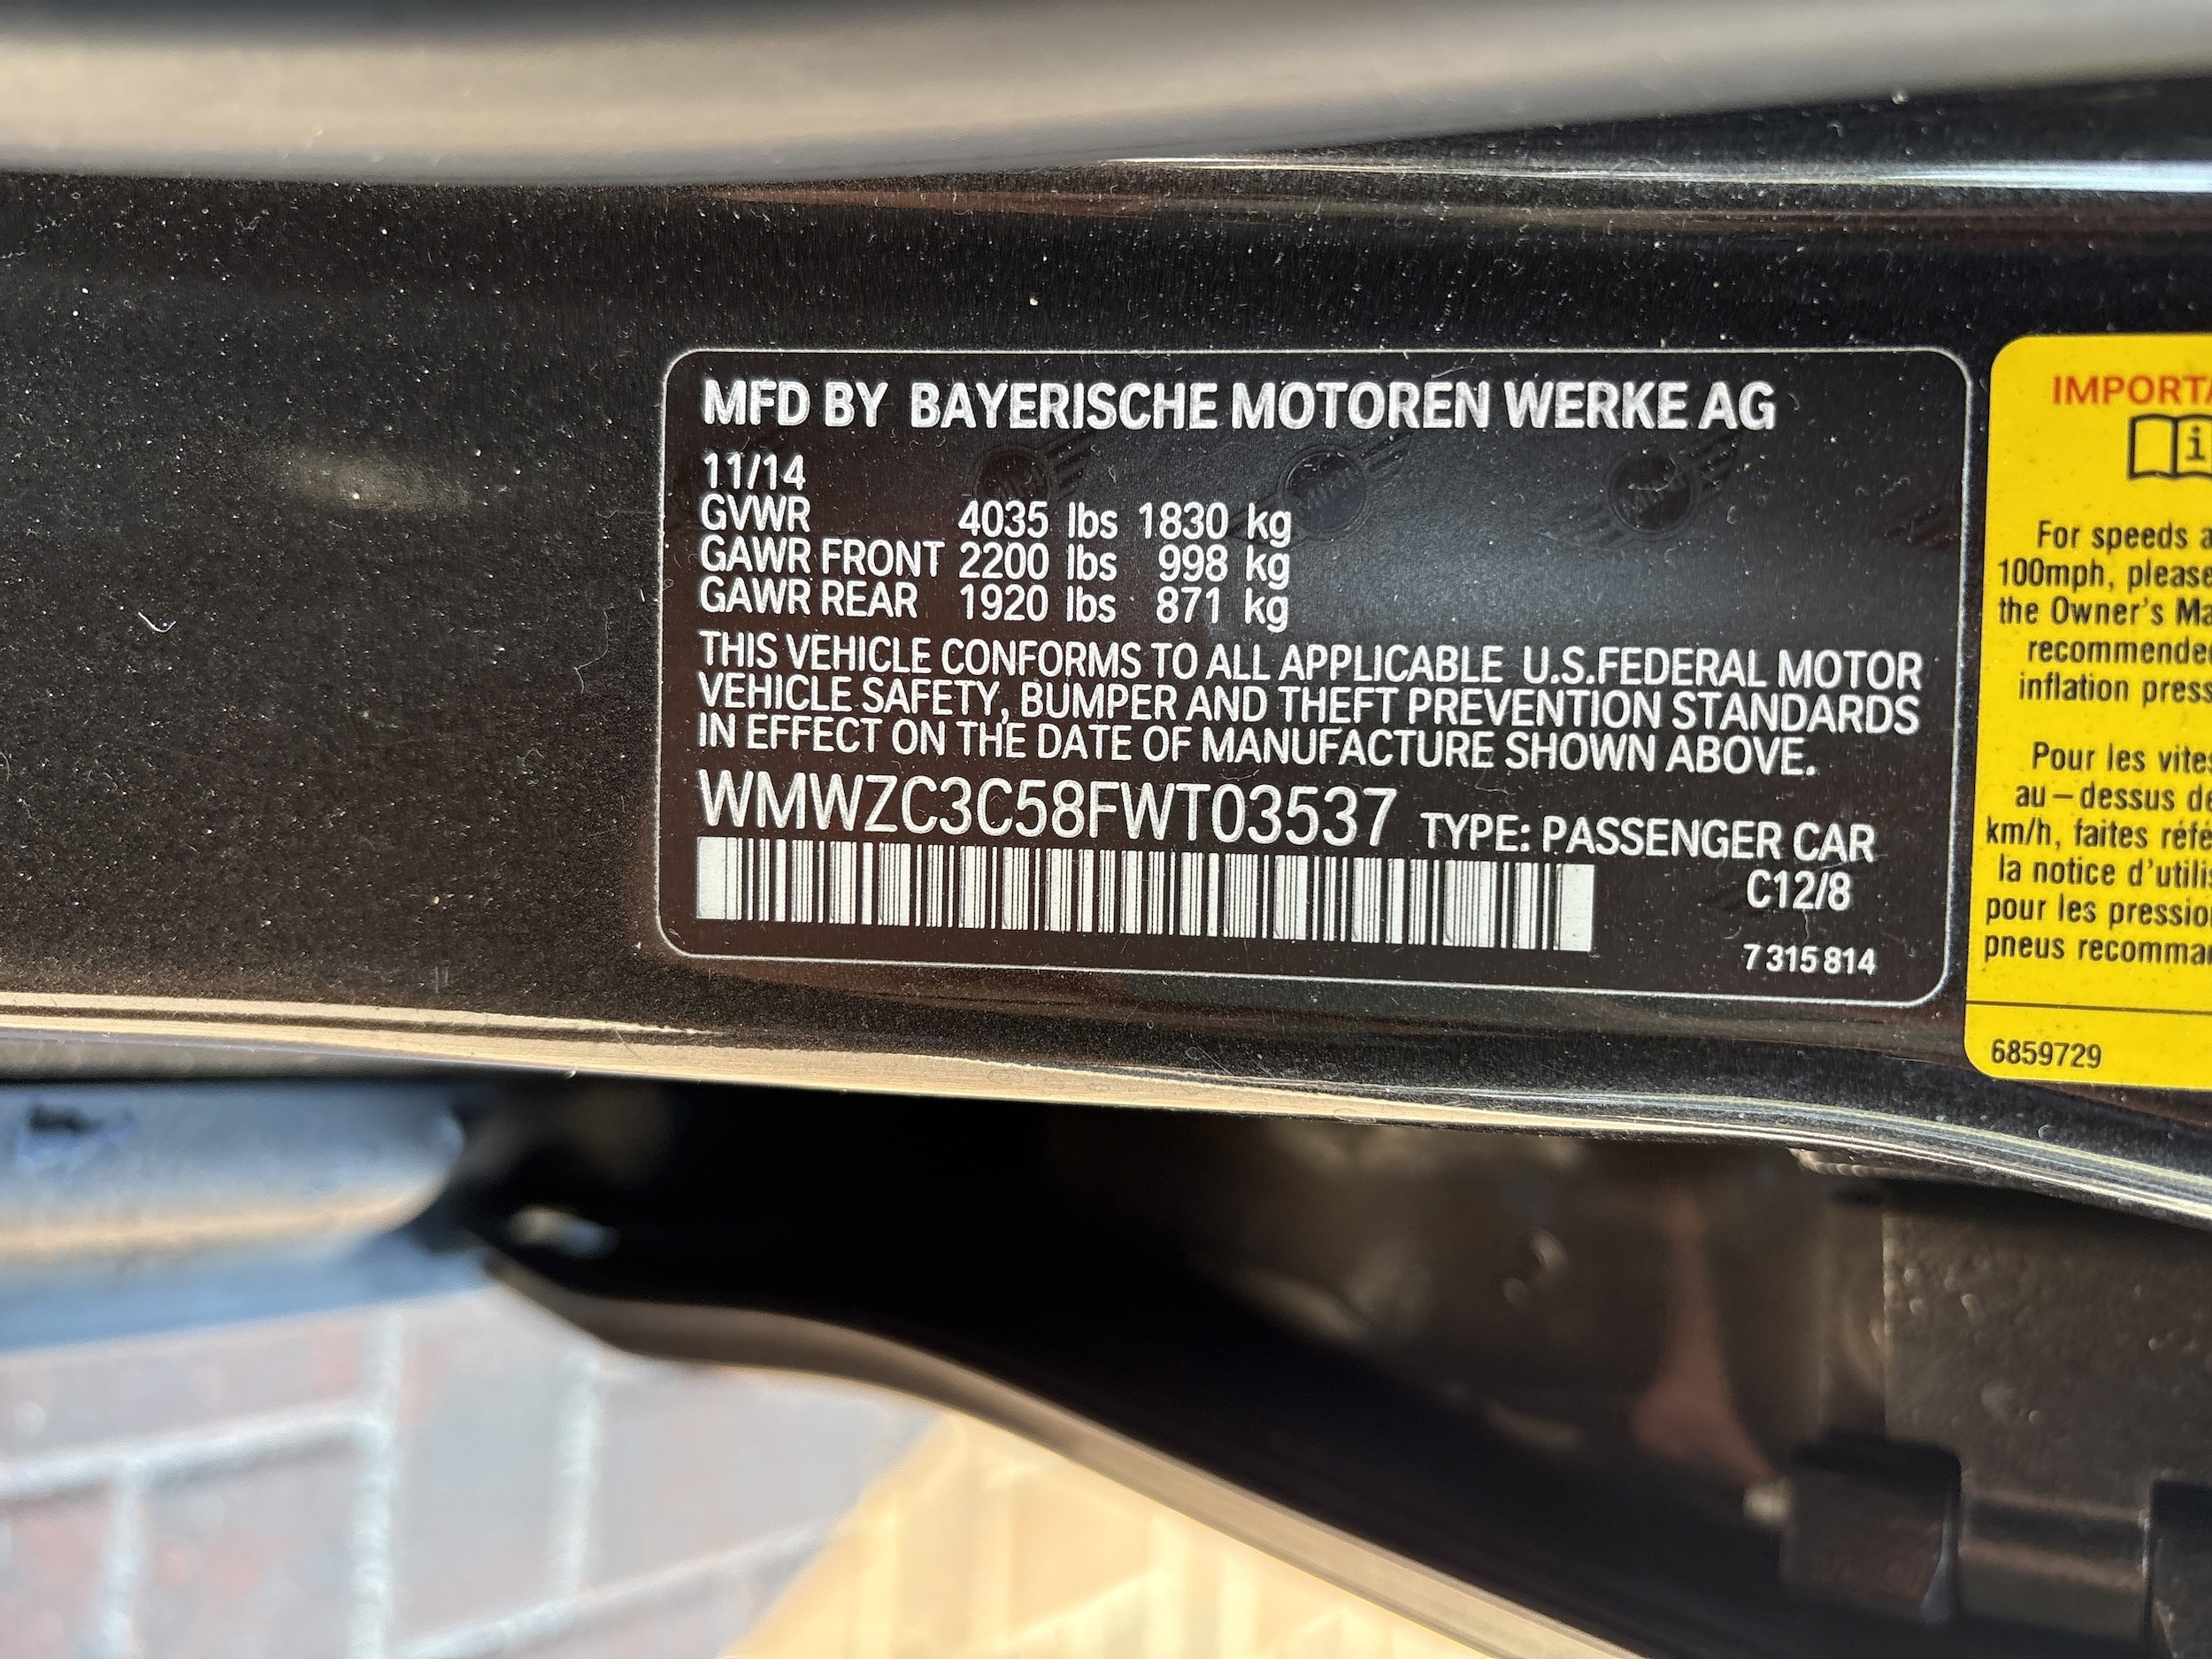 MFD BY BAYERISCHE MOTOREN WERKE AG
11/14
GVWR 4035 lbs 1830 kg
GAWR FRONT 2200 lbs 998 kg
GAWR REAR 1920 lbs 871 kg
THIS VEHICLE CONFORMS TO ALL APPLICABLE U.S.FEDERAL MOTOR
VEHICLE SAFETY, BUMPER AND THEFT PREVENTION STANDARDS
IN EFFECT ON THE DATE OF MANUFACTURE SHOWN ABOVE.
WMWZC3C58FWT03537 TYPE: PASSENGER CAR
C12/8
7 315 814
IMPORTA
i
For speeds a
100mph, please
the Owner's Ma
recommende
inflation press
Pour les vites
au–dessus de
km/h, faites réfé
la notice d'utilis
pour les pression
pneus recomma
6859729